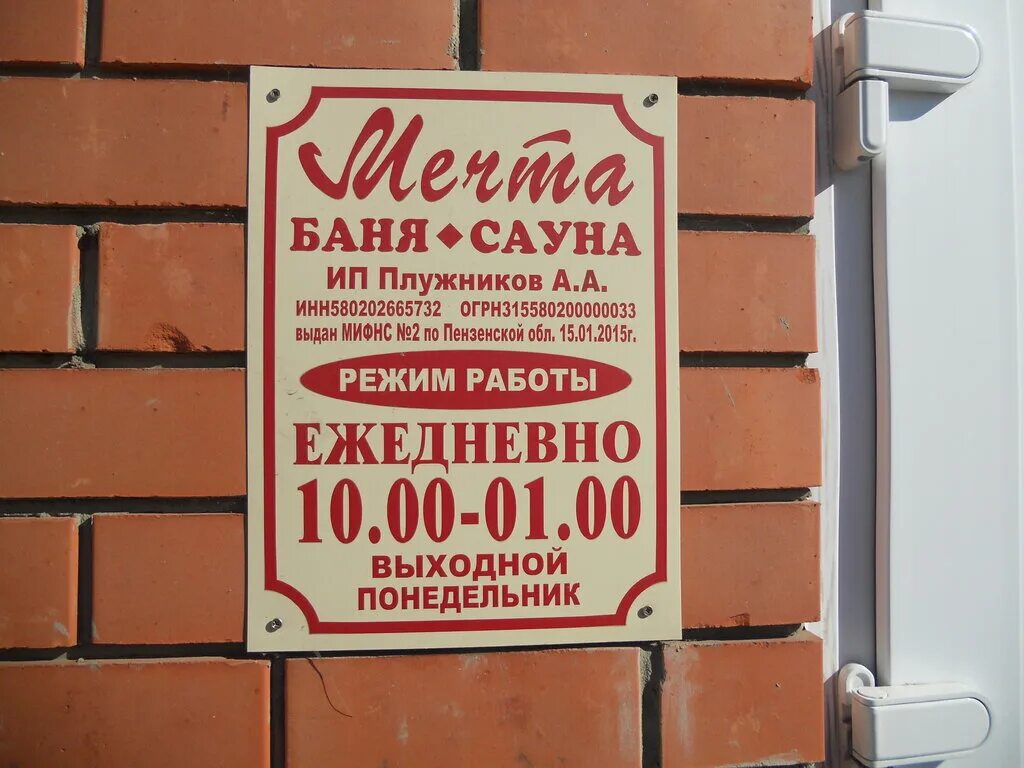 Мечта
БАНЯ ◆ САУНА
ИП Плужников А.А.
ИНН580202665732 ОГРН315580200000033
выдан МИФНС №2 по Пензенской обл. 15.01.2015г.
РЕЖИМ РАБОТЫ
ЕЖЕДНЕВНО
10.00-01.00
ВЫХОДНОЙ
ПОНЕДЕЛЬНИК